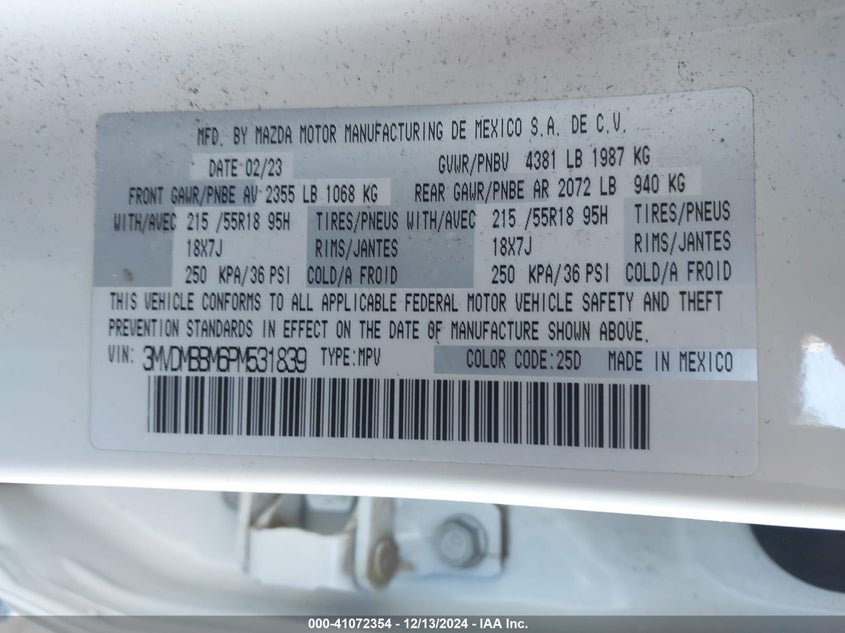 MFD. BY MAZDA MOTOR MANUFACTURING DE MEXICO S.A. DE C.V.
DATE 02/23 GVWR/PNBV 4381 LB 1987 KG
FRONT GAWR/PNBE AV 2355 LB 1068 KG REAR GAWR/PNBE AR 2072 LB 940 KG
WITH/AVEC 215 /55R18 95H TIRES/PNEUS WITH/AVEC 215 /55R18 95H TIRES/PNEUS
18X7J RIMS/JANTES 18X7J RIMS/JANTES
250 KPA/36 PSI COLD/A FROID 250 KPA/36 PSI COLD/A FROID
THIS VEHICLE CONFORMS TO ALL APPLICABLE FEDERAL MOTOR VEHICLE SAFETY AND THEFT
PREVENTION STANDARDS IN EFFECT ON THE DATE OF MANUFACTURE SHOWN ABOVE.
VIN: 3MVDMBBM6PM531839 TYPE:MPV COLOR CODE:25D MADE IN MEXICO
000-41072354 - 12/13/2024 - IAA Inc.